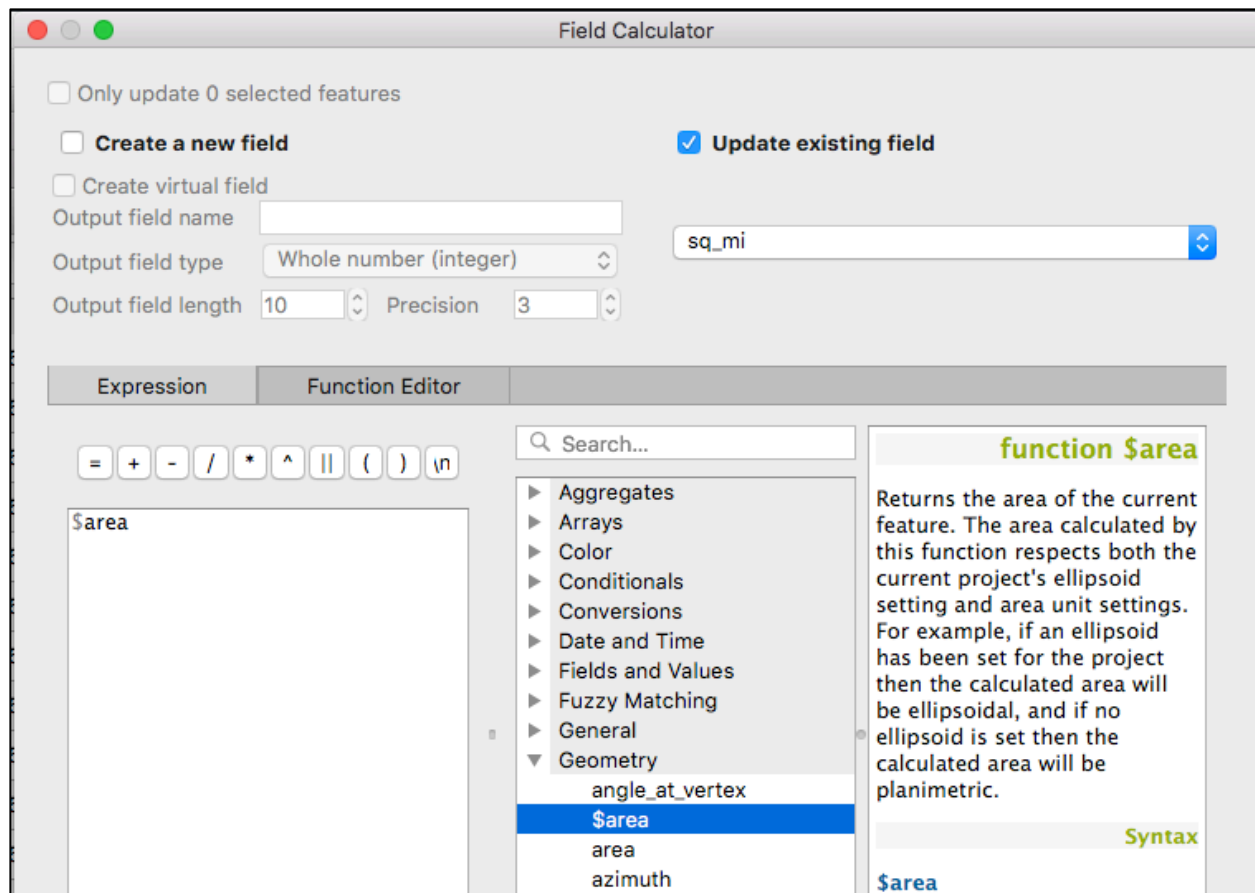 Field Calculator
Only update 0 selected features
Create a new field
Update existing field
Create virtual field
Output field name
sq_mi
Output field type Whole number (integer)
Output field length 10 Precision 3
Expression Function Editor
= + - / * ^ || ( ) \n
Search...
$area
Aggregates
Arrays
Color
Conditionals
Conversions
Date and Time
Fields and Values
Fuzzy Matching
General
Geometry
angle_at_vertex
$area
area
azimuth
function $area
Returns the area of the current
feature. The area calculated by
this function respects both the
current project's ellipsoid
setting and area unit settings.
For example, if an ellipsoid
has been set for the project
then the calculated area will
be ellipsoidal, and if no
ellipsoid is set then the
calculated area will be
planimetric.
Syntax
$area